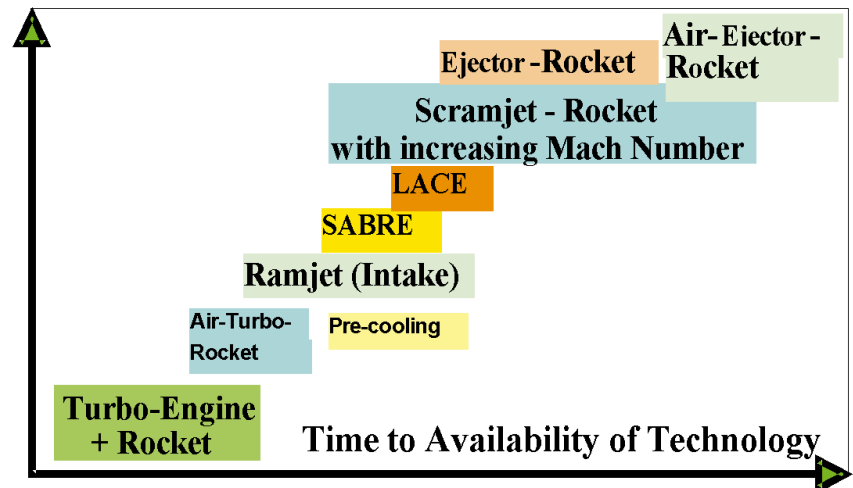 Air-Ejector-
Rocket
Ejector-Rocket
Scramjet - Rocket
with increasing Mach Number
LACE
SABRE
Ramjet (Intake)
Air-Turbo-
Rocket
Pre-cooling
Turbo-Engine
+ Rocket
Time to Availability of Technology